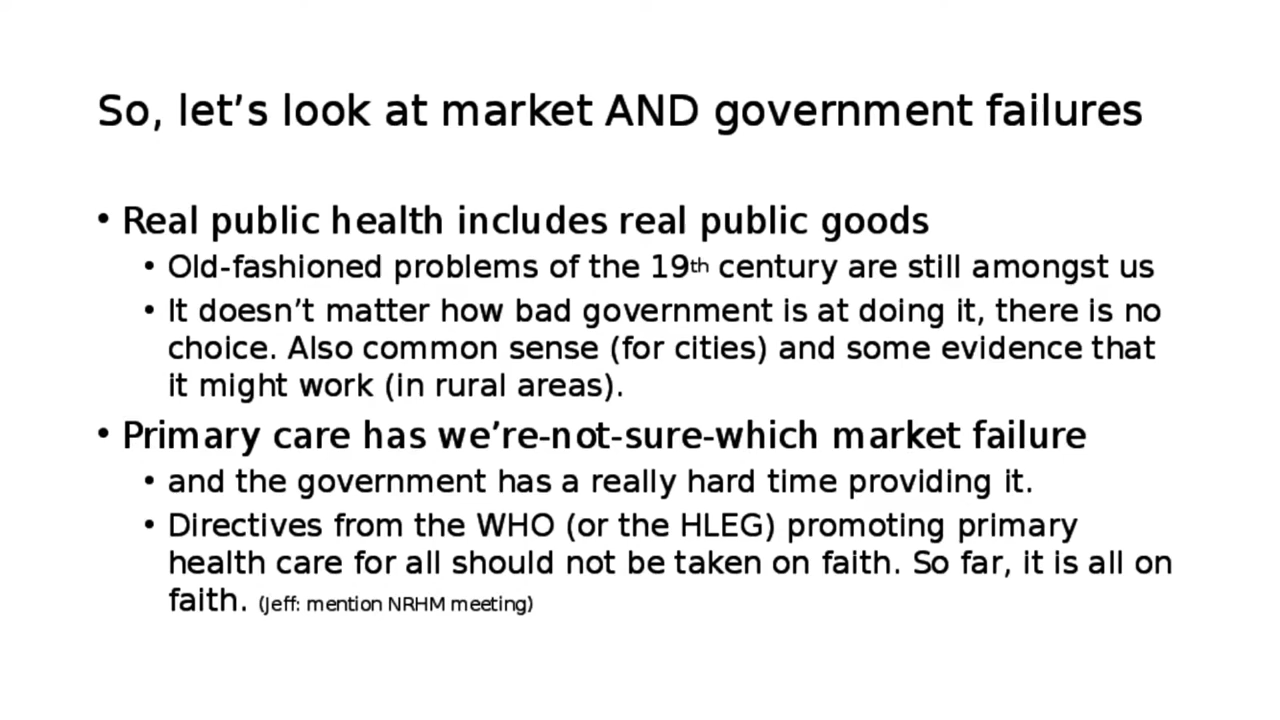 So, let’s look at market AND government failures
• Real public health includes real public goods
• Old-fashioned problems of the 19th century are still amongst us
• It doesn’t matter how bad government is at doing it, there is no
choice. Also common sense (for cities) and some evidence that
it might work (in rural areas).
• Primary care has we’re-not-sure-which market failure
• and the government has a really hard time providing it.
• Directives from the WHO (or the HLEG) promoting primary
health care for all should not be taken on faith. So far, it is all on
faith. (Jeff: mention NRHM meeting)